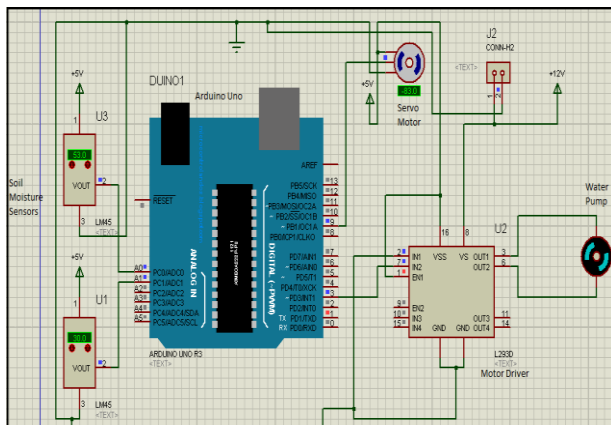 J2
CONN-H2
<TEXT>
+5V
DUINO1
Arduino Uno
+5V
-83.0
Servo
Motor
1
2
+12V
1
U3
53.0
VOUT
2
3
LM45
<TEXT>
Soil
Moisture
Sensors
RESET
AREF
PB5/SCK
13
PB4/MISO
12
PB3/MOSI/OC2A
11
PB2/SS/OC1B
10
PB1/OC1A
9
PB0/ICP1/CLKO
8
PD7/AIN1
7
PD6/AIN0
6
PD5/T1
5
PD4/T0/XCK
4
PD3/INT1
3
PD2/INT0
2
TX
PD1/TXD
1
RX
PD0/RXD
0
ANALOG IN
DIGITAL (~PWM)
A0
PC0/ADC0
A1
PC1/ADC1
A2
PC2/ADC2
A3
PC3/ADC3
A4
PC4/ADC4/SDA
A5
PC5/ADC5/SCL
ARDUINO UNO R3
<TEXT>
+5V
1
U1
VOUT
2
3
LM45
<TEXT>
16
8
U2
Water
Pump
2
IN1
VSS
VS
OUT1
3
7
IN2
OUT2
6
1
EN1
9
EN2
10
IN3
OUT3
11
15
IN4
GND
GND
OUT4
14
L293D
Motor Driver
<TEXT>